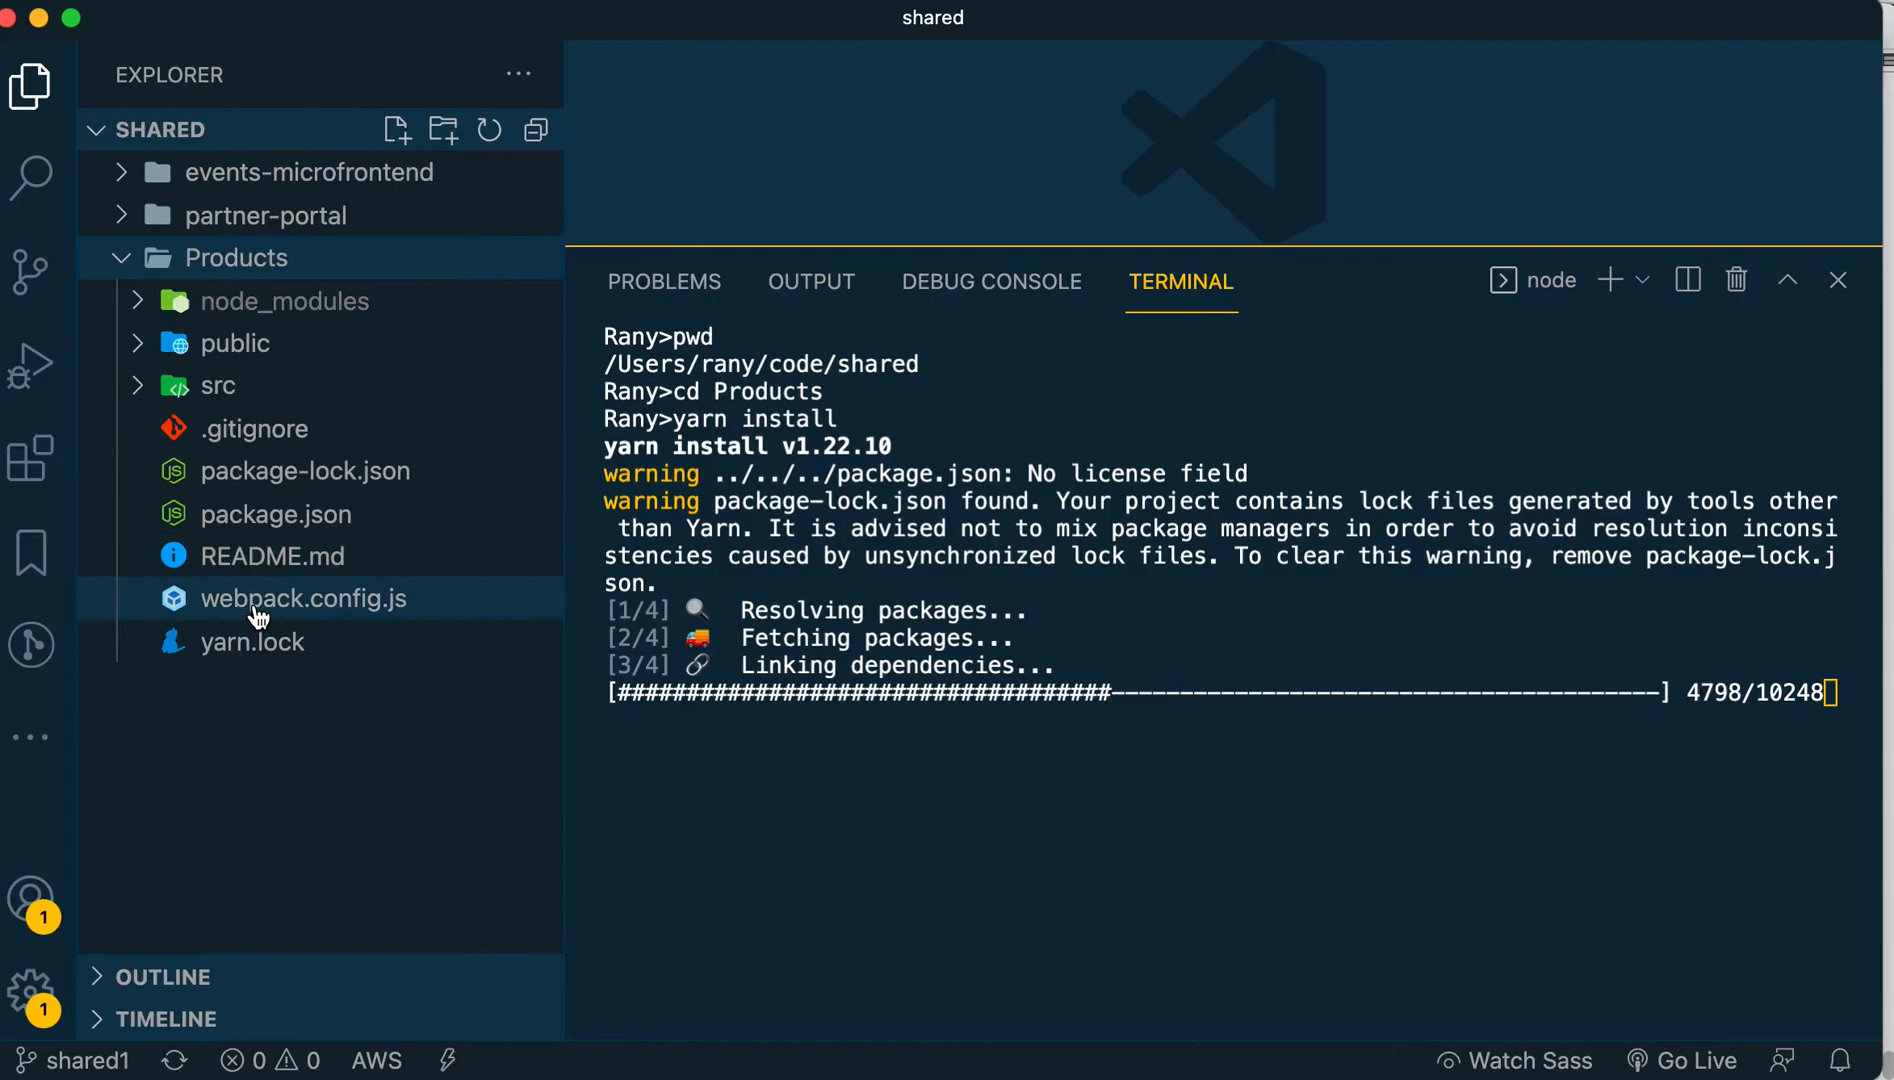 shared
EXPLORER
SHARED
events-microfrontend
partner-portal
Products
node_modules
public
src
.gitignore
package-lock.json
package.json
README.md
webpack.config.js
yarn.lock
OUTLINE
TIMELINE
1
1
PROBLEMS OUTPUT DEBUG CONSOLE TERMINAL node
Rany>pwd
/Users/rany/code/shared
Rany>cd Products
Rany>yarn install
yarn install v1.22.10
warning ../../../package.json: No license field
warning package-lock.json found. Your project contains lock files generated by tools other
than Yarn. It is advised not to mix package managers in order to avoid resolution inconsi
stencies caused by unsynchronized lock files. To clear this warning, remove package-lock.j
son.
[1/4] 🔍 Resolving packages...
[2/4] 🚚 Fetching packages...
[3/4] 🔗 Linking dependencies...
[####################################----------------------------------------] 4798/10248
shared1 0 0 AWS Watch Sass Go Live